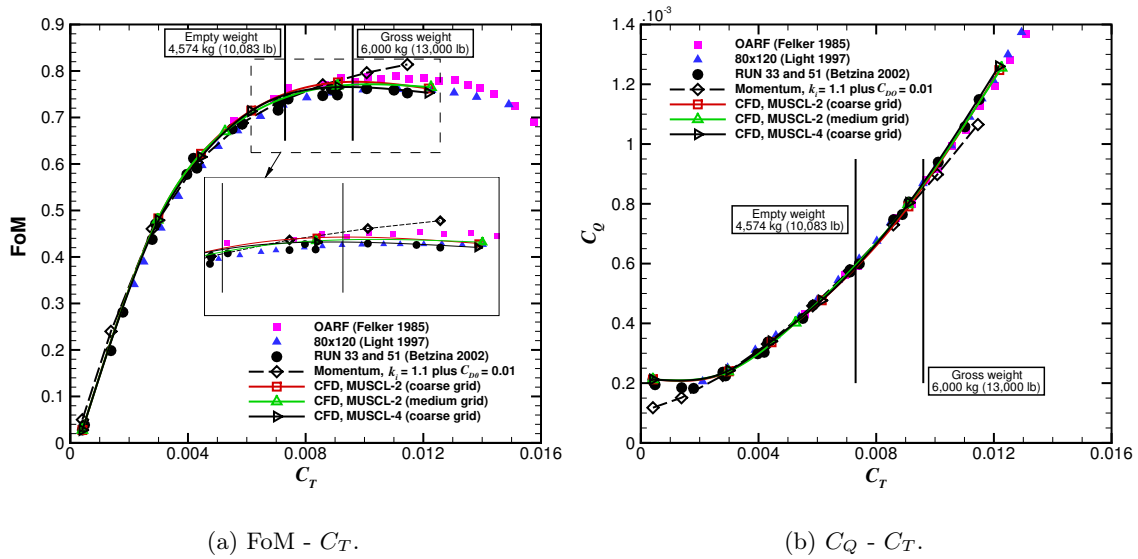 Empty weight
4,574 kg (10,083 lb)
Gross weight
6,000 kg (13,000 lb)
0.9
0.8
0.7
0.6
0.5
0.4
0.3
0.2
0.1
0
FoM
OARF (Felker 1985)
80x120 (Light 1997)
RUN 33 and 51 (Betzina 2002)
Momentum, k_i = 1.1 plus C_D0 = 0.01
CFD, MUSCL-2 (coarse grid)
CFD, MUSCL-2 (medium grid)
CFD, MUSCL-4 (coarse grid)
0 0.004 0.008 0.012 0.016
C_T
(a) FoM - C_T.
×10^-3
1.4
1.2
1
0.8
0.6
0.4
0.2
0
C_Q
OARF (Felker 1985)
80x120 (Light 1997)
RUN 33 and 51 (Betzina 2002)
Momentum, k_i = 1.1 plus C_D0 = 0.01
CFD, MUSCL-2 (coarse grid)
CFD, MUSCL-2 (medium grid)
CFD, MUSCL-4 (coarse grid)
Empty weight
4,574 kg (10,083 lb)
Gross weight
6,000 kg (13,000 lb)
0 0.004 0.008 0.012 0.016
C_T
(b) C_Q - C_T.